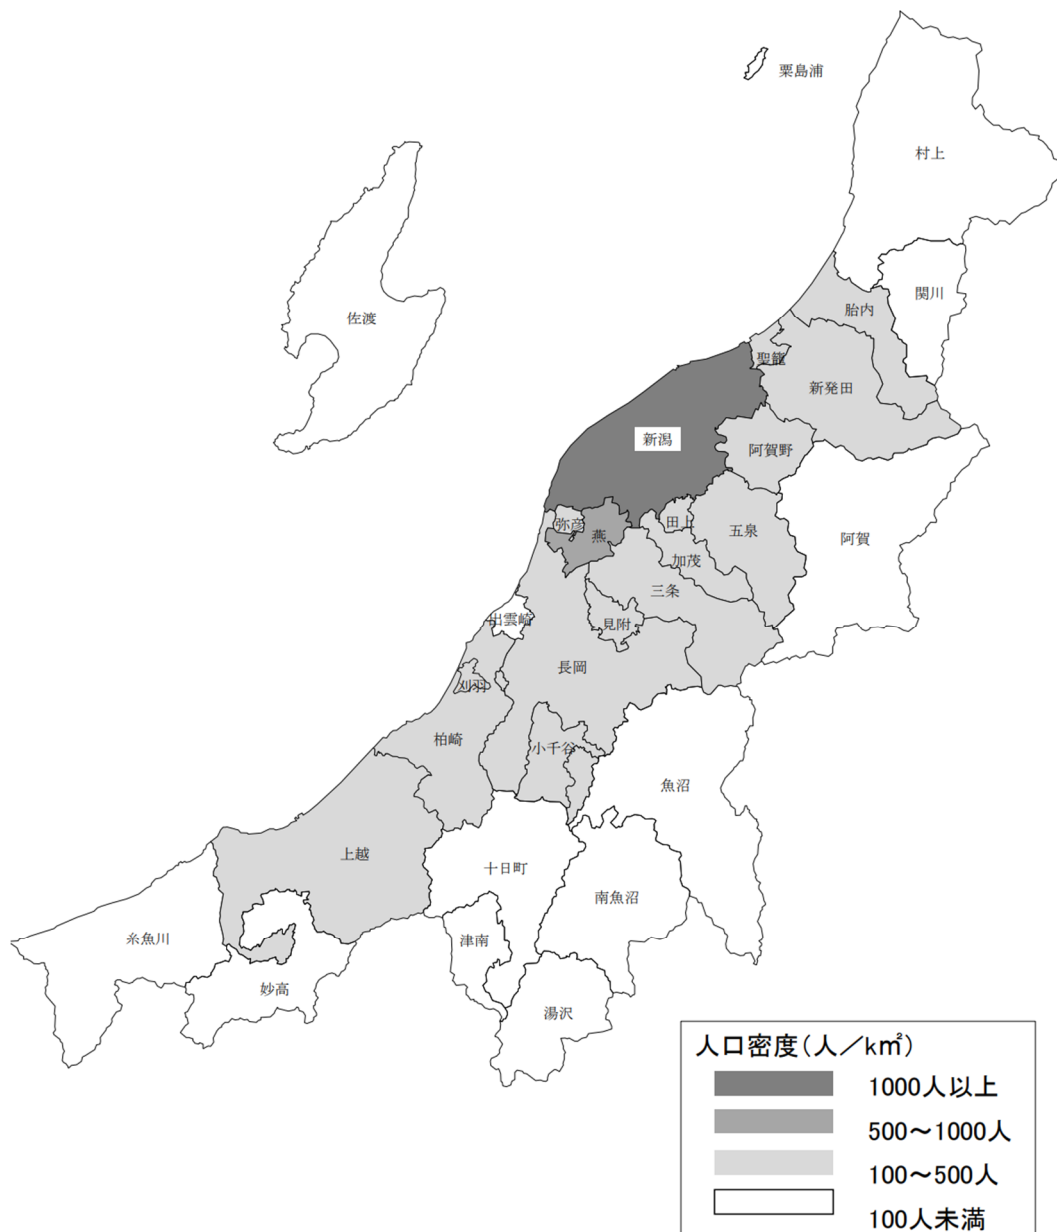 粟島浦
村上
関川
佐渡
胎内
聖籠
新発田
新潟
阿賀野
弥彦
燕
田上
五泉
阿賀
加茂
三条
出雲崎
見附
長岡
刈羽
柏崎
小千谷
魚沼
上越
十日町
南魚沼
糸魚川
津南
妙高
湯沢
人口密度(人/k㎡)
1000人以上
500~1000人
100~500人
100人未満